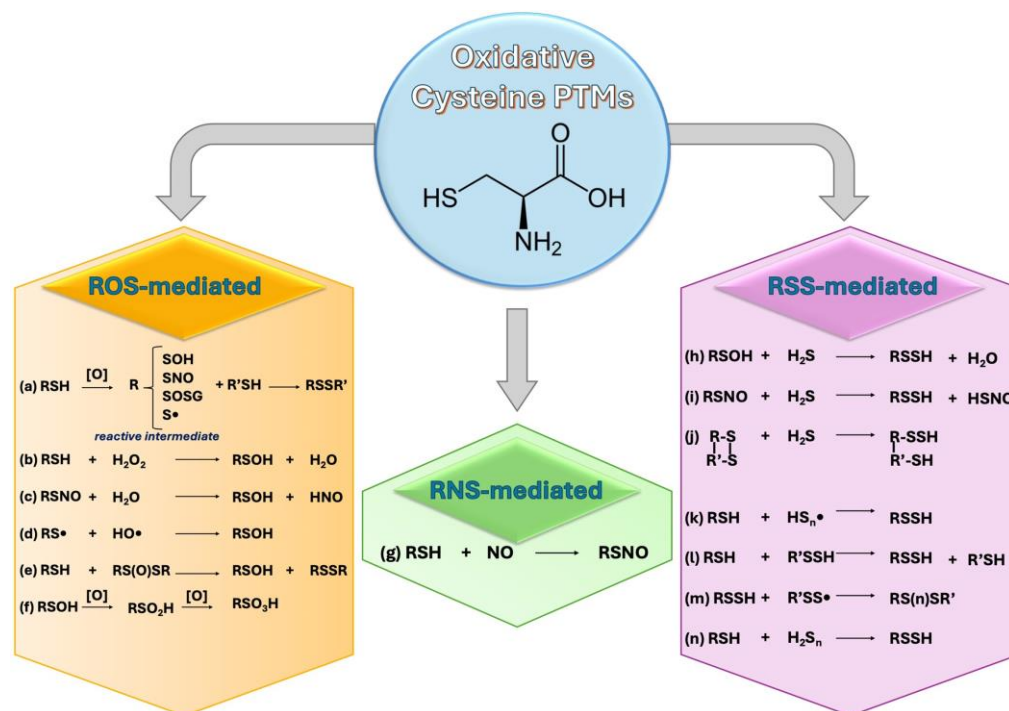 Oxidative
Cysteine PTMs
O
HS
OH
NH₂
ROS-mediated
(a) RSH [O] R SOH + R'SH RSSR'
SNO
SOSG
S•
reactive intermediate
(b) RSH + H₂O₂ → RSOH + H₂O
(c) RSNO + H₂O → RSOH + HNO
(d) RS• + HO• → RSOH
(e) RSH + RS(O)SR → RSOH + RSSR
(f) RSOH [O] → RSO₂H [O] → RSO₃H
RNS-mediated
(g) RSH + NO → RSNO
RSS-mediated
(h) RSOH + H₂S → RSSH + H₂O
(i) RSNO + H₂S → RSSH + HSNO
(j) R-S + H₂S → R-SSH
R'-S R'-SH
(k) RSH + HSₙ• → RSSH
(l) RSH + R'SSH → RSSH + R'SH
(m) RSSH + R'SS• → RS(n)SR'
(n) RSH + H₂Sₙ → RSSH